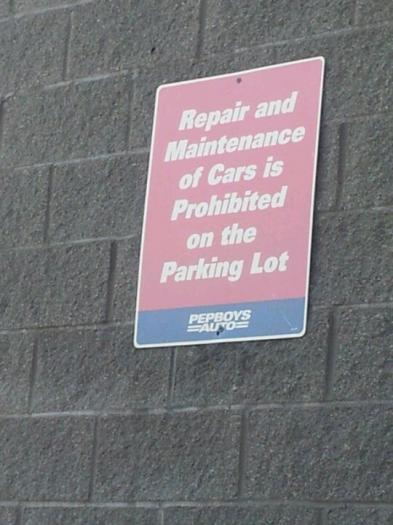 Repair and
Maintenance
of Cars is
Prohibited
on the
Parking Lot
PEPBOYS
AUTO